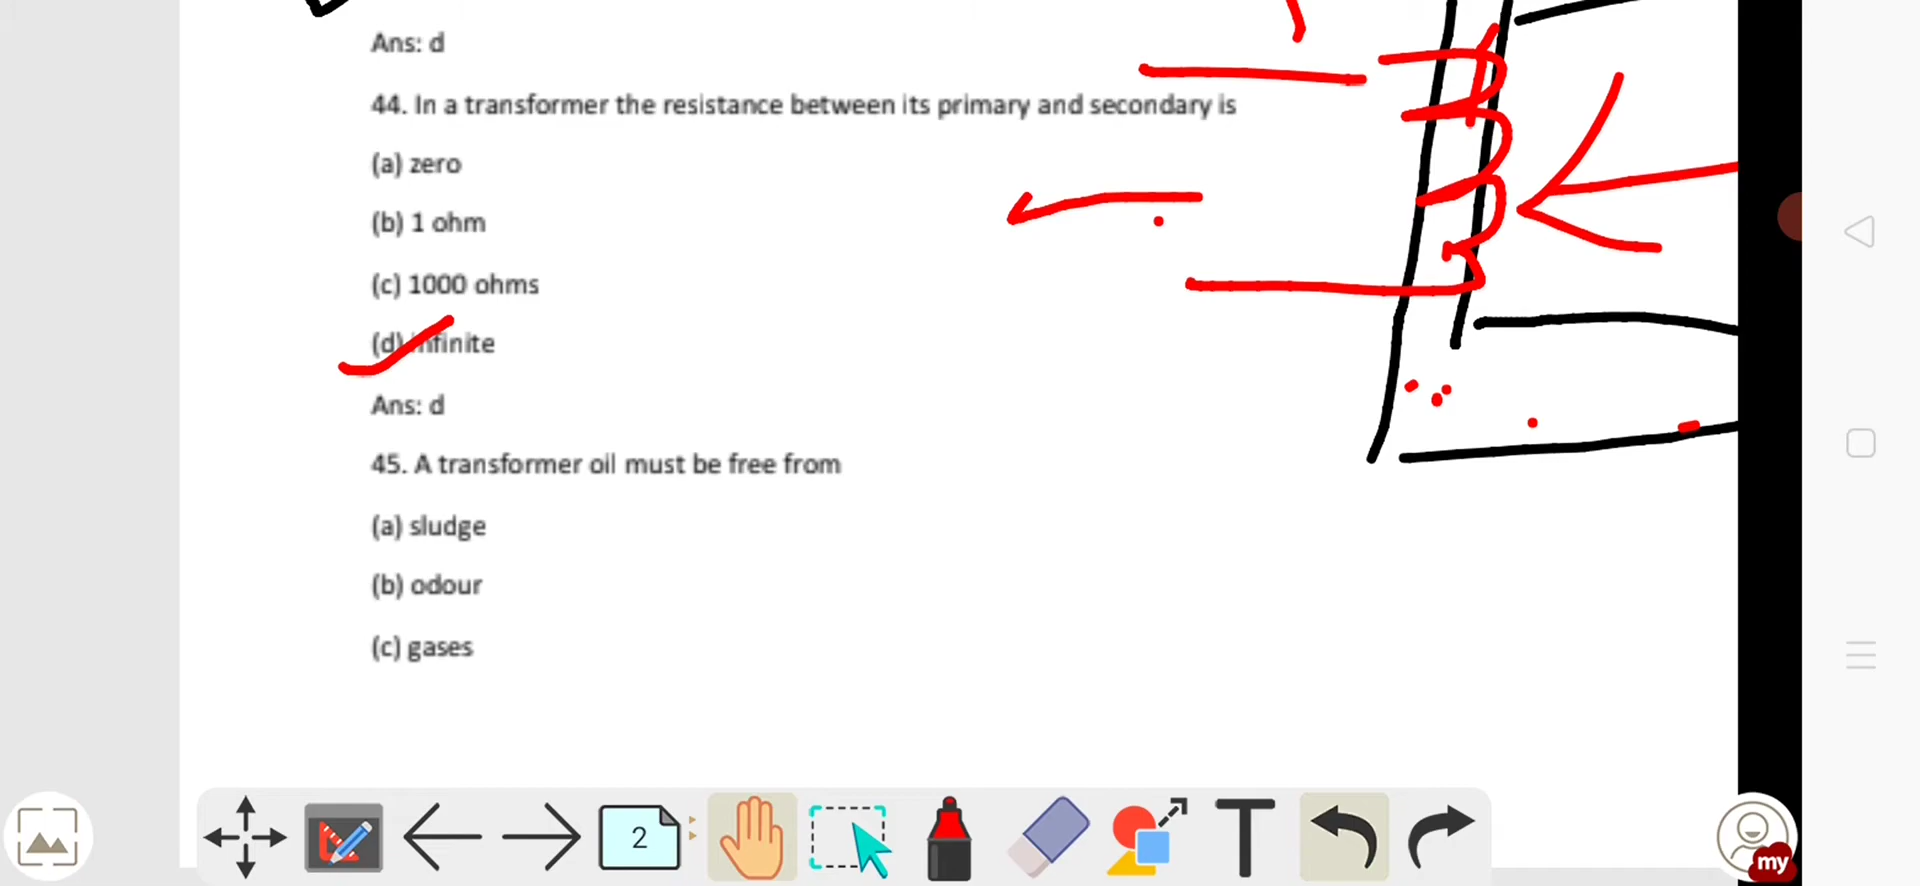 Ans: d
44. In a transformer the resistance between its primary and secondary is
(a) zero
(b) 1 ohm
(c) 1000 ohms
(d) infinite
Ans: d
45. A transformer oil must be free from
(a) sludge
(b) odour
(c) gases
2
T
my